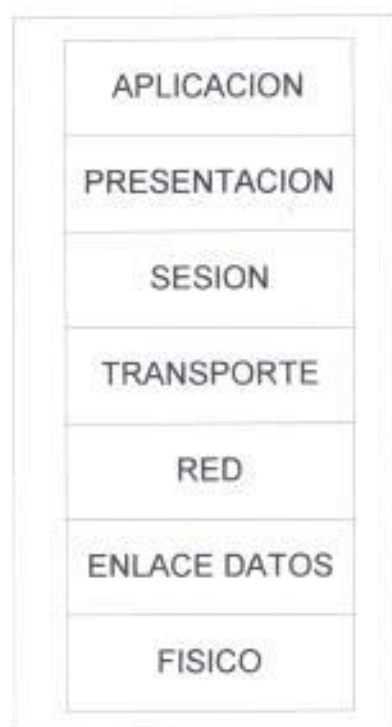 APLICACION
PRESENTACION
SESION
TRANSPORTE
RED
ENLACE DATOS
FISICO